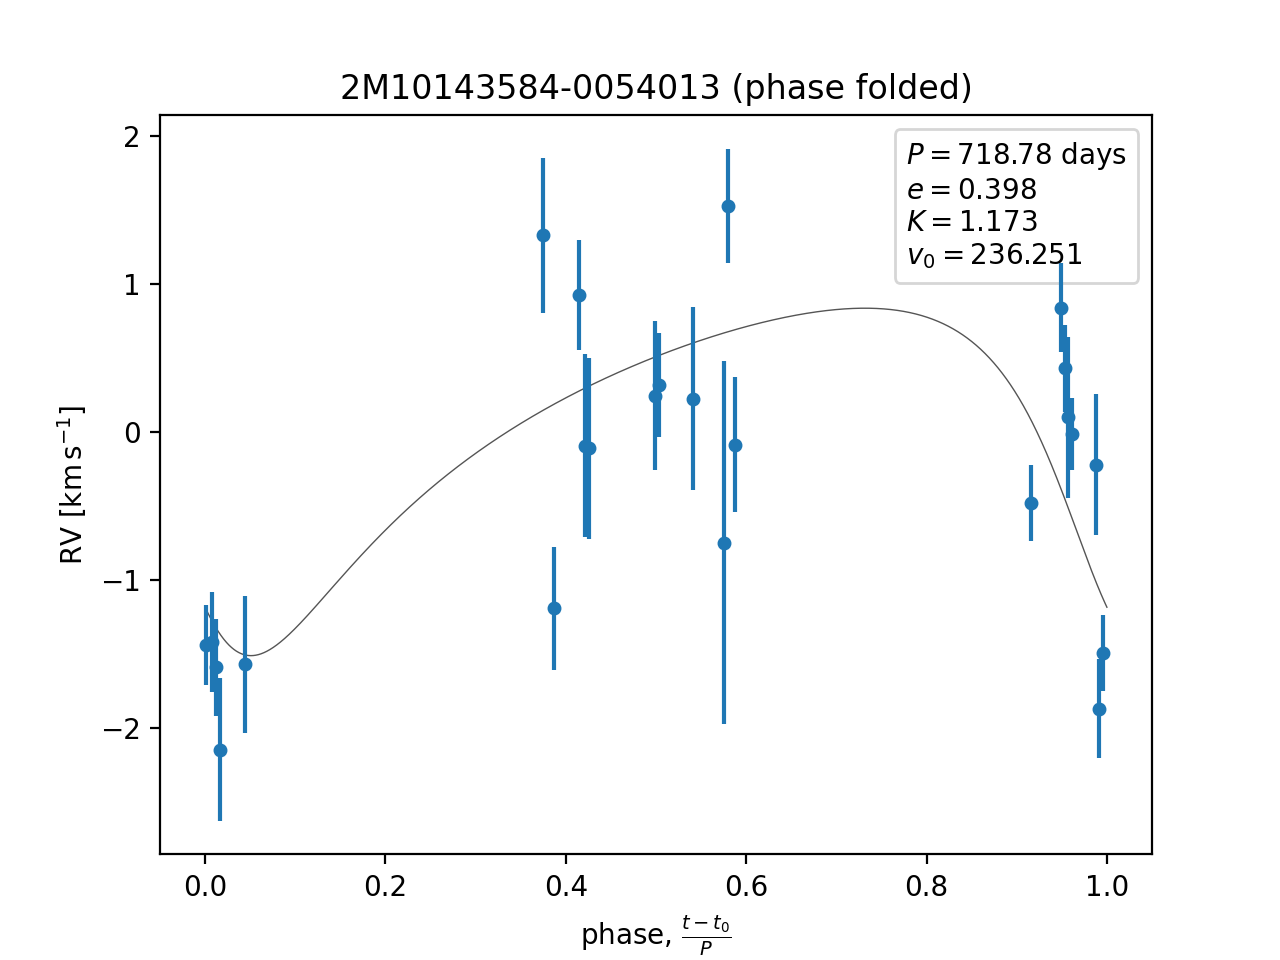 2M10143584-0054013 (phase folded)
P = 718.78 days
e = 0.398
K = 1.173
v₀ = 236.251
RV [km s⁻¹]
2
1
0
−1
−2
0.0 0.2 0.4 0.6 0.8 1.0
phase, (t − t₀)/P